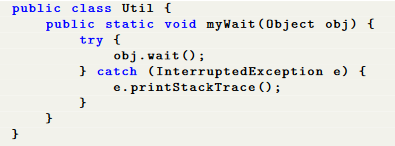 public class Util {
    public static void myWait(Object obj) {
        try {
            obj.wait();
        } catch (InterruptedException e) {
            e.printStackTrace();
        }
    }
}